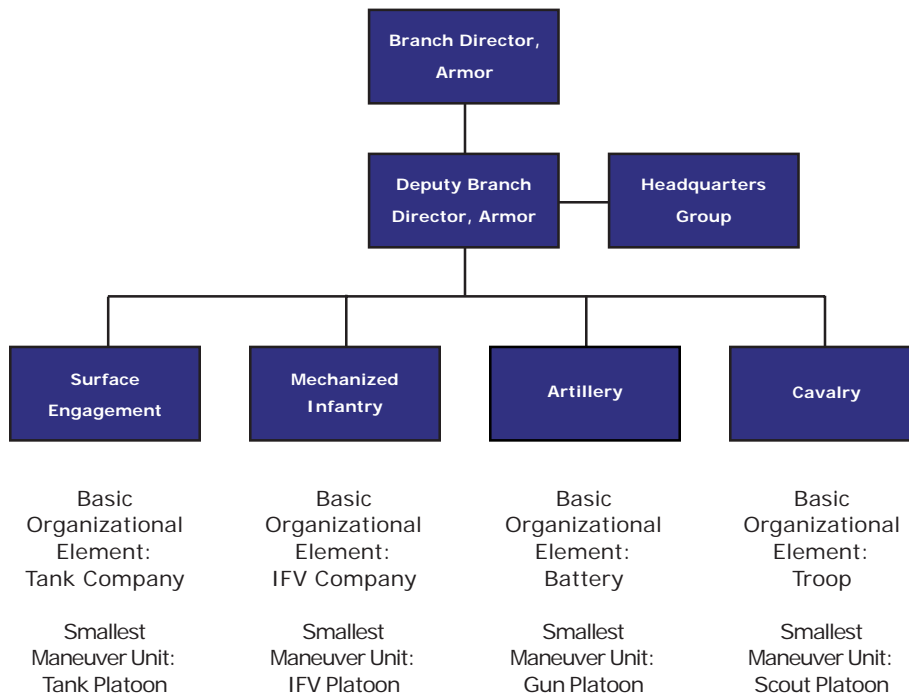 Branch Director,
Armor
Deputy Branch
Director, Armor
Headquarters
Group
Surface
Engagement
Mechanized
Infantry
Artillery
Cavalry
Basic
Organizational
Element:
Tank Company
Smallest
Maneuver Unit:
Tank Platoon
Basic
Organizational
Element:
IFV Company
Smallest
Maneuver Unit:
IFV Platoon
Basic
Organizational
Element:
Battery
Smallest
Maneuver Unit:
Gun Platoon
Basic
Organizational
Element:
Troop
Smallest
Maneuver Unit:
Scout Platoon